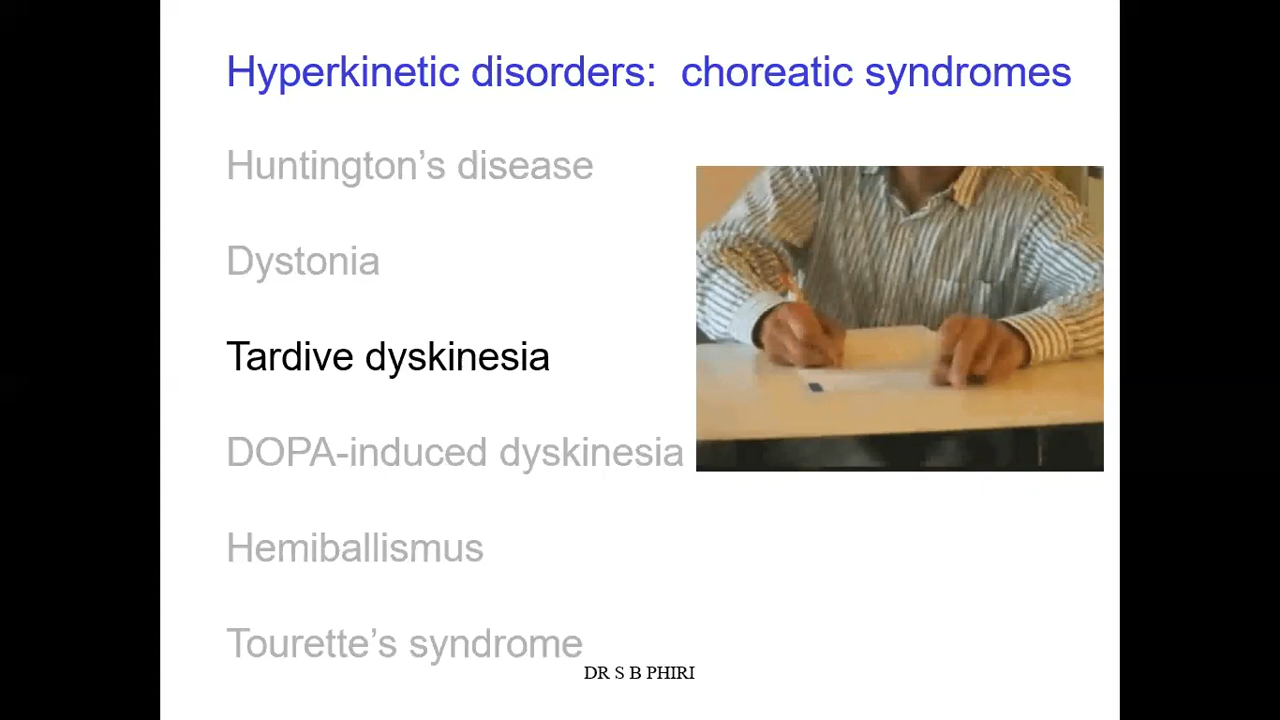 Hyperkinetic disorders:  choreatic syndromes
Huntington’s disease
Dystonia
Tardive dyskinesia
DOPA-induced dyskinesia
Hemiballismus
Tourette’s syndrome
DR S B PHIRI